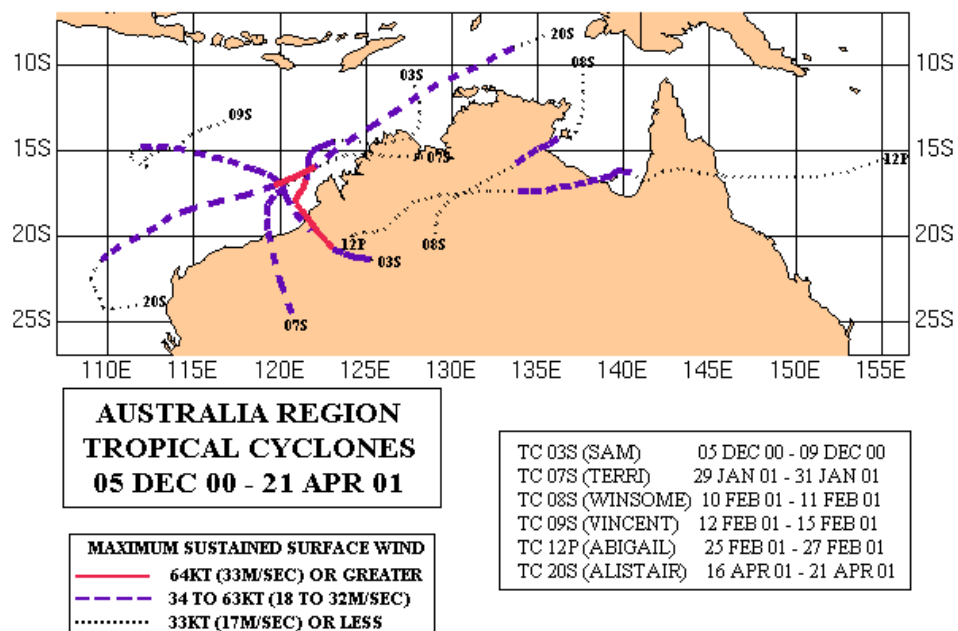 20S
10S
10S
08S
03S
09S
15S
15S
07S
12P
20S
12P
08S
20S
03S
20S
25S
07S
25S
110E 115E 120E 125E 130E 135E 140E 145E 150E 155E
AUSTRALIA REGION
TROPICAL CYCLONES
05 DEC 00 - 21 APR 01
TC 03S (SAM) 05 DEC 00 - 09 DEC 00
TC 07S (TERRI) 29 JAN 01 - 31 JAN 01
TC 08S (WINSOME) 10 FEB 01 - 11 FEB 01
TC 09S (VINCENT) 12 FEB 01 - 15 FEB 01
TC 12P (ABIGAIL) 25 FEB 01 - 27 FEB 01
TC 20S (ALISTAIR) 16 APR 01 - 21 APR 01
MAXIMUM SUSTAINED SURFACE WIND
64KT (33M/SEC) OR GREATER
34 TO 63KT (18 TO 32M/SEC)
33KT (17M/SEC) OR LESS